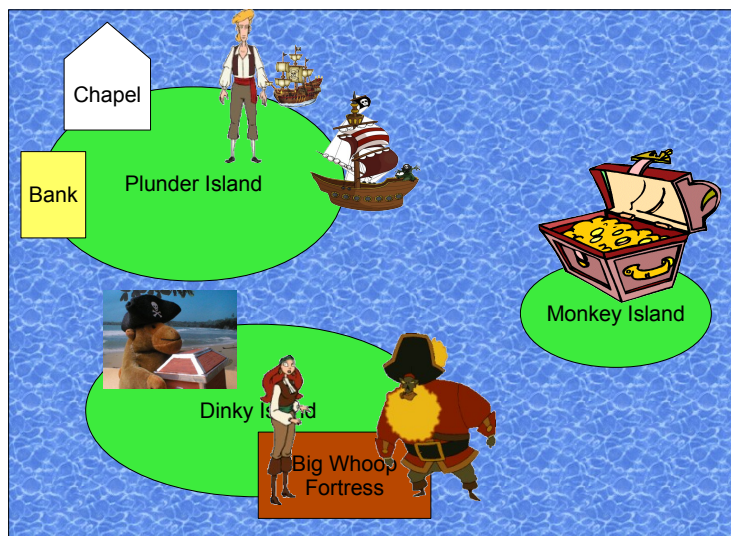 Chapel
Bank
Plunder Island
Monkey Island
Dinky Island
Big Whoop
Fortress